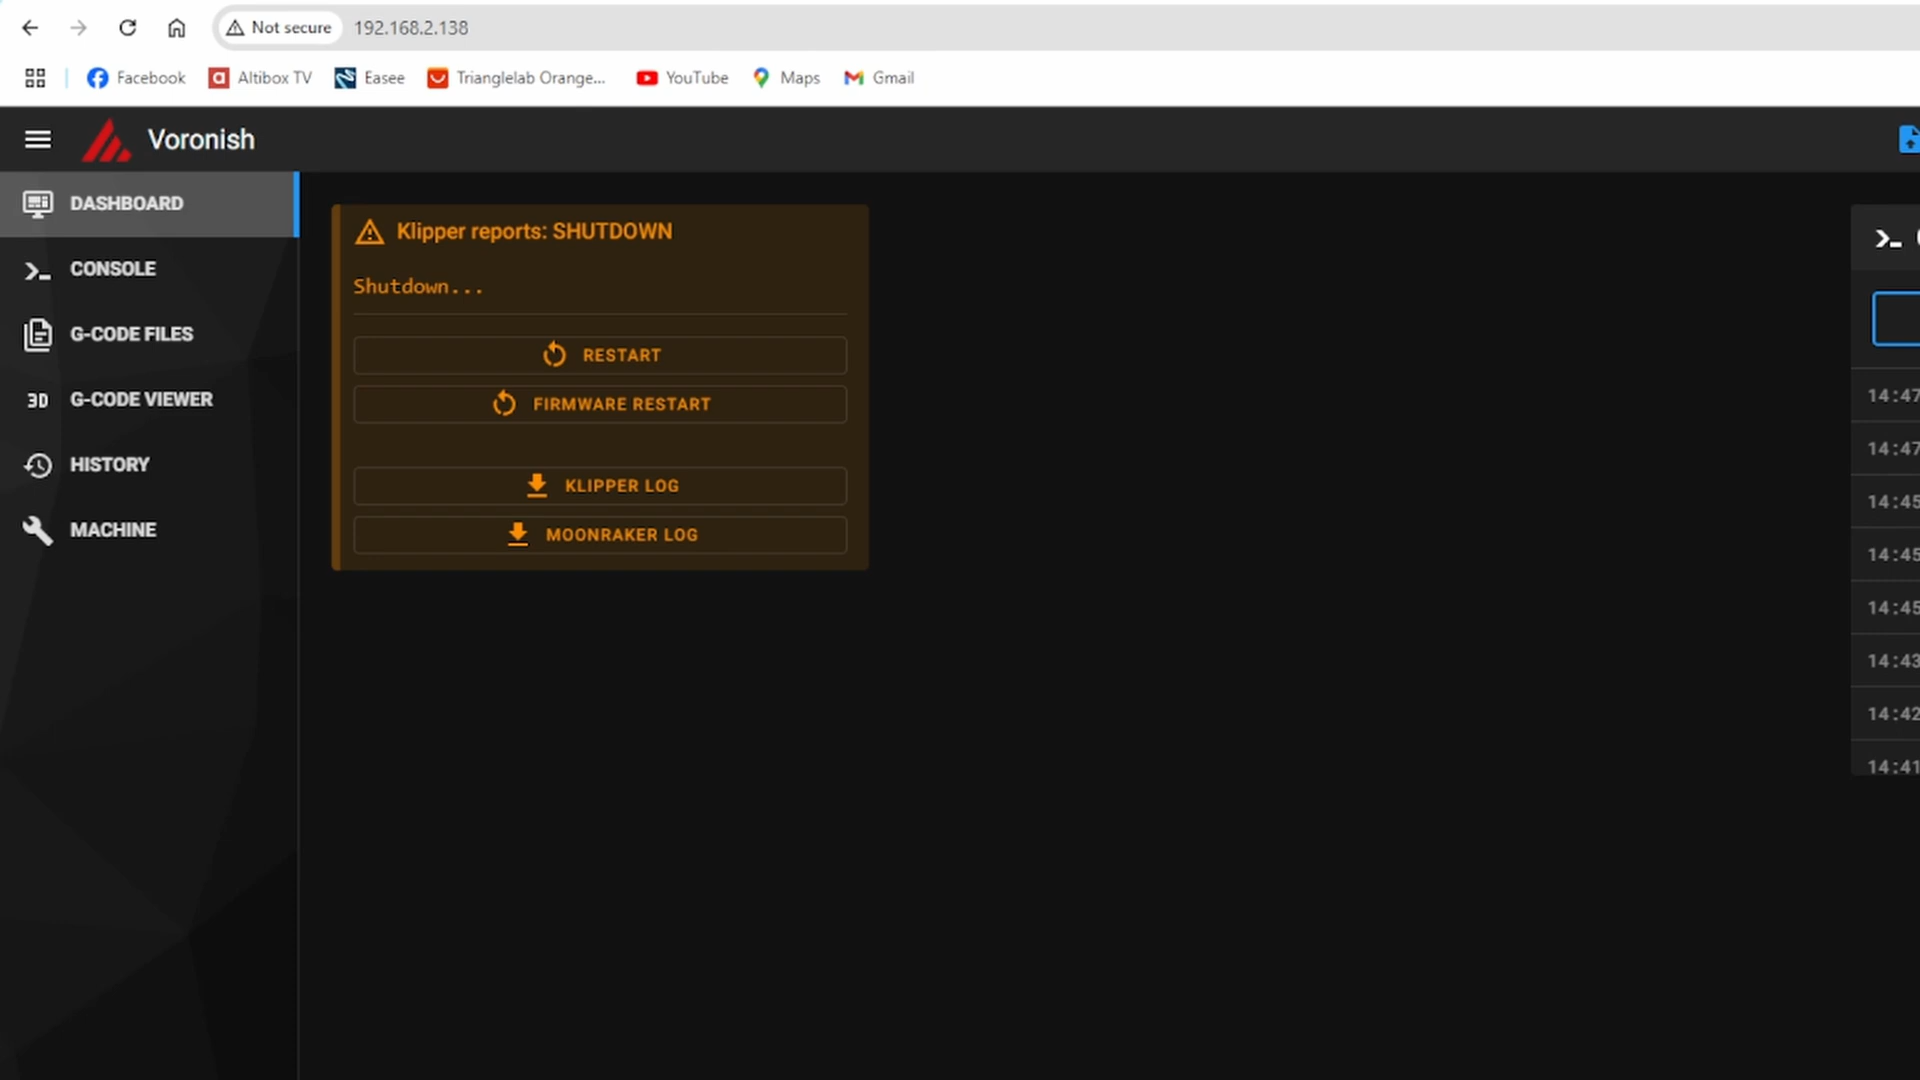 Not secure 192.168.2.138
Facebook Altibox TV Easee Trianglelab Orange... YouTube Maps Gmail
Voronish
DASHBOARD
CONSOLE
G-CODE FILES
3D G-CODE VIEWER
HISTORY
MACHINE
Klipper reports: SHUTDOWN
Shutdown...
RESTART
FIRMWARE RESTART
KLIPPER LOG
MOONRAKER LOG
14:47
14:47
14:45
14:45
14:45
14:43
14:42
14:41